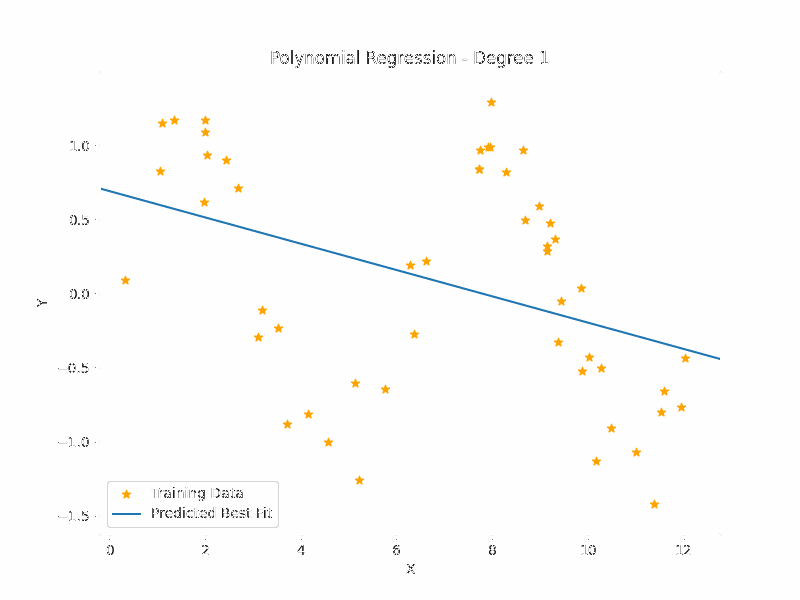 Polynomial Regression - Degree 1
1.0
0.5
0.0
−0.5
−1.0
−1.5
Y
Training Data
Predicted Best Fit
0 2 4 6 8 10 12
X